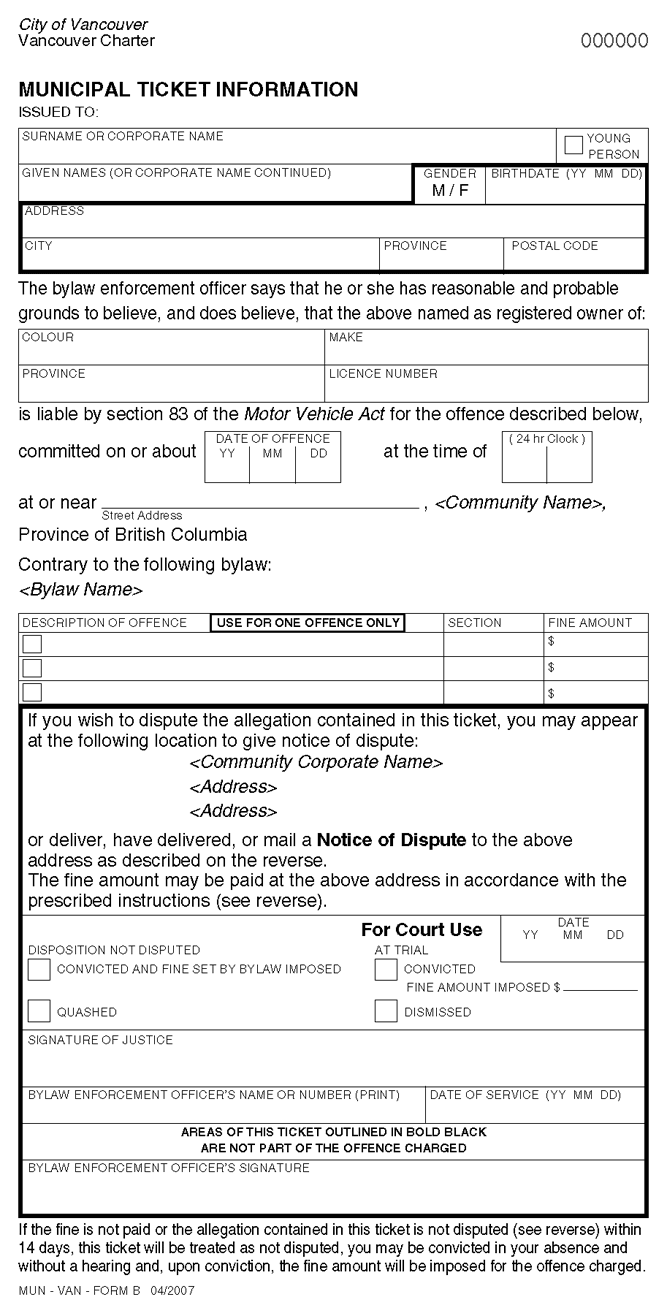 City of Vancouver
Vancouver Charter
000000
MUNICIPAL TICKET INFORMATION
ISSUED TO:
SURNAME OR CORPORATE NAME
YOUNG
PERSON
GIVEN NAMES (OR CORPORATE NAME CONTINUED)
GENDER
M / F
BIRTHDATE (YY MM DD)
ADDRESS
CITY
PROVINCE
POSTAL CODE
The bylaw enforcement officer says that he or she has reasonable and probable
grounds to believe, and does believe, that the above named as registered owner of:
COLOUR
MAKE
PROVINCE
LICENCE NUMBER
is liable by section 83 of the Motor Vehicle Act for the offence described below,
committed on or about
DATE OF OFFENCE
YY MM DD
at the time of
( 24 hr Clock )
at or near ____ , <Community Name>,
Street Address
Province of British Columbia
Contrary to the following bylaw:
<Bylaw Name>
DESCRIPTION OF OFFENCE
USE FOR ONE OFFENCE ONLY
SECTION
FINE AMOUNT
$
$
$
If you wish to dispute the allegation contained in this ticket, you may appear
at the following location to give notice of dispute:
<Community Corporate Name>
<Address>
<Address>
or deliver, have delivered, or mail a Notice of Dispute to the above
address as described on the reverse.
The fine amount may be paid at the above address in accordance with the
prescribed instructions (see reverse).
For Court Use
DATE
YY MM DD
DISPOSITION NOT DISPUTED
AT TRIAL
CONVICTED AND FINE SET BY BYLAW IMPOSED
CONVICTED
FINE AMOUNT IMPOSED $
QUASHED
DISMISSED
SIGNATURE OF JUSTICE
BYLAW ENFORCEMENT OFFICER'S NAME OR NUMBER (PRINT)
DATE OF SERVICE (YY MM DD)
AREAS OF THIS TICKET OUTLINED IN BOLD BLACK
ARE NOT PART OF THE OFFENCE CHARGED
BYLAW ENFORCEMENT OFFICER'S SIGNATURE
If the fine is not paid or the allegation contained in this ticket is not disputed (see reverse) within
14 days, this ticket will be treated as not disputed, you may be convicted in your absence and
without a hearing and, upon conviction, the fine amount will be imposed for the offence charged.
MUN - VAN - FORM B 04/2007